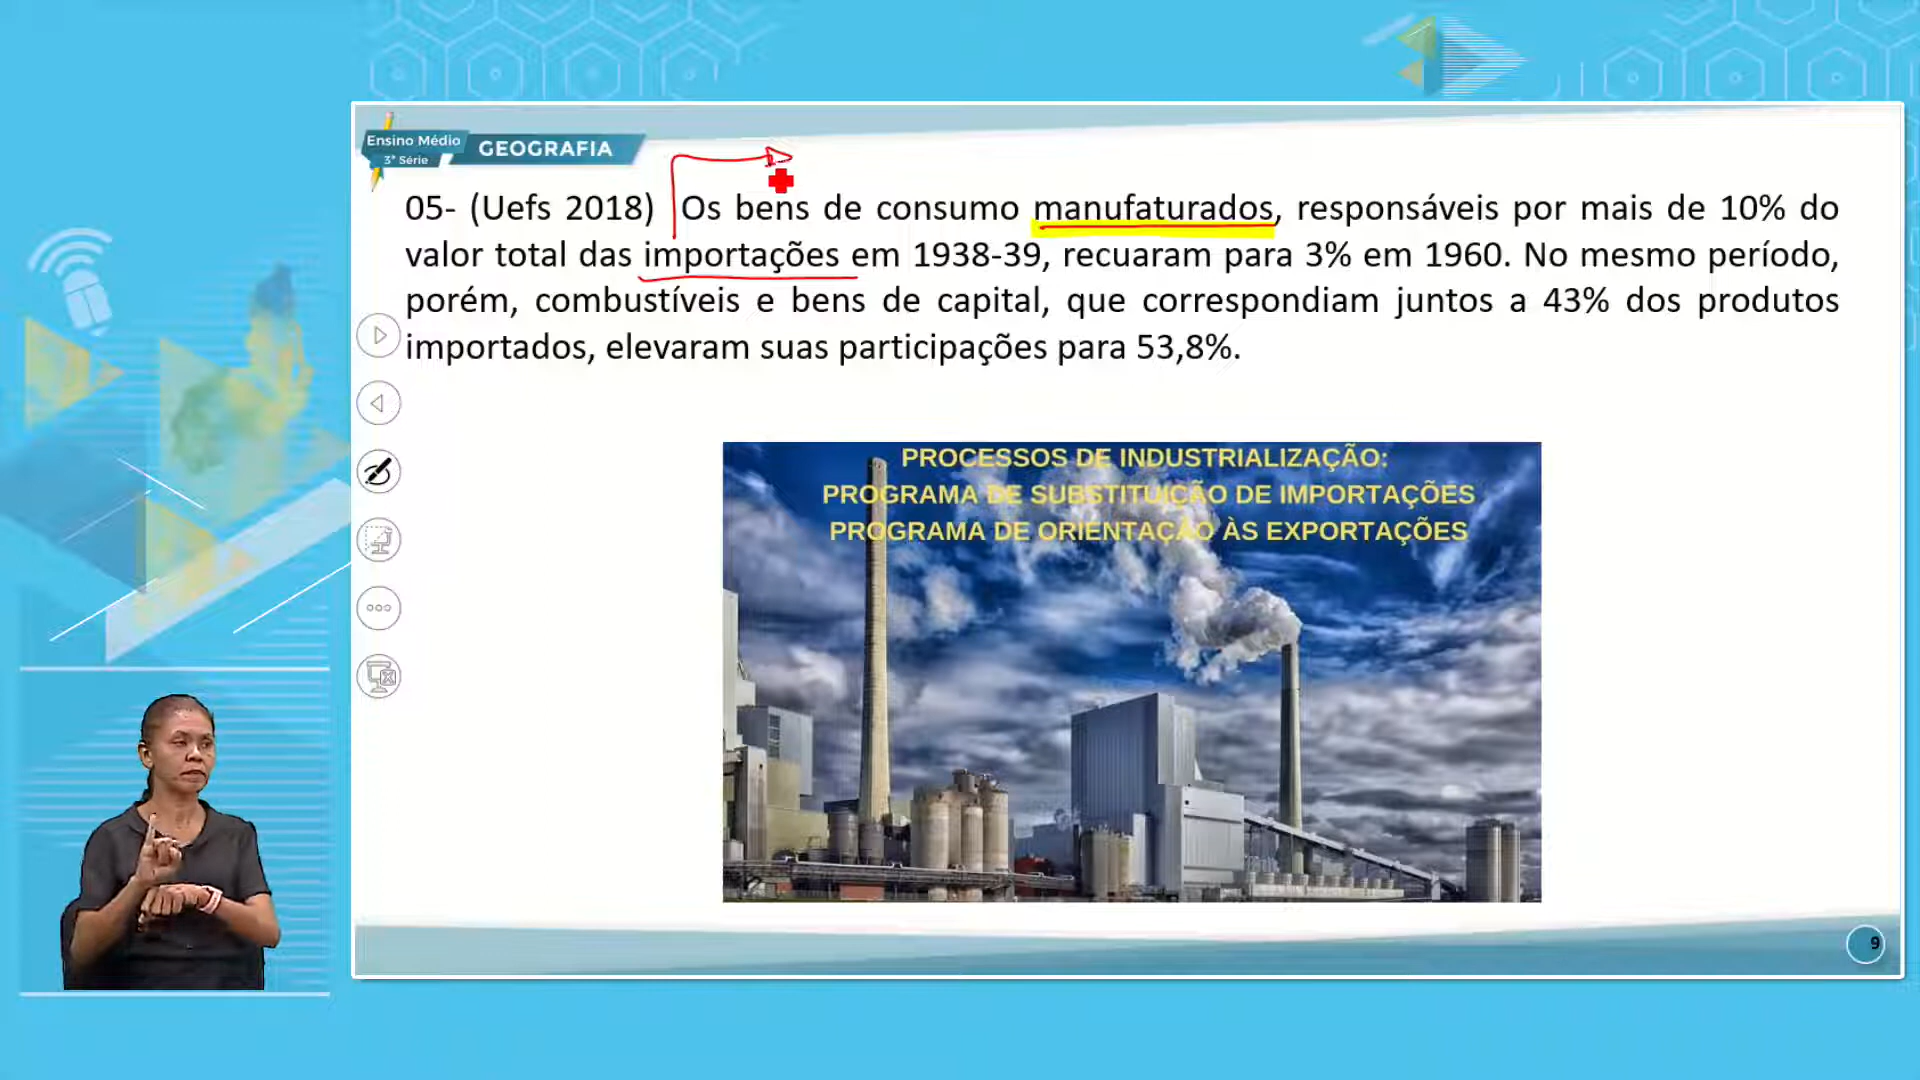 Ensino Médio
3ª Série
GEOGRAFIA
05- (Uefs 2018) Os bens de consumo manufaturados, responsáveis por mais de 10% do
valor total das importações em 1938-39, recuaram para 3% em 1960. No mesmo período,
porém, combustíveis e bens de capital, que correspondiam juntos a 43% dos produtos
importados, elevaram suas participações para 53,8%.
PROCESSOS DE INDUSTRIALIZAÇÃO:
PROGRAMA DE SUBSTITUIÇÃO DE IMPORTAÇÕES
PROGRAMA DE ORIENTAÇÃO ÀS EXPORTAÇÕES
9